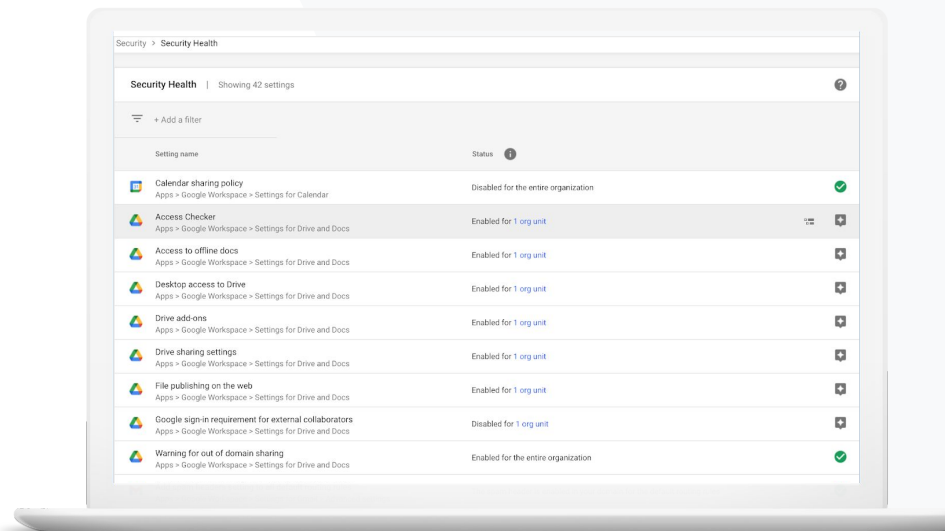 Security > Security Health
Security Health | Showing 42 settings
+ Add a filter
Setting name Status
Calendar sharing policy
Apps > Google Workspace > Settings for Calendar
Disabled for the entire organization
Access Checker
Apps > Google Workspace > Settings for Drive and Docs
Enabled for 1 org unit
Access to offline docs
Apps > Google Workspace > Settings for Drive and Docs
Enabled for 1 org unit
Desktop access to Drive
Apps > Google Workspace > Settings for Drive and Docs
Enabled for 1 org unit
Drive add-ons
Apps > Google Workspace > Settings for Drive and Docs
Enabled for 1 org unit
Drive sharing settings
Apps > Google Workspace > Settings for Drive and Docs
Enabled for 1 org unit
File publishing on the web
Apps > Google Workspace > Settings for Drive and Docs
Enabled for 1 org unit
Google sign-in requirement for external collaborators
Apps > Google Workspace > Settings for Drive and Docs
Disabled for 1 org unit
Warning for out of domain sharing
Apps > Google Workspace > Settings for Drive and Docs
Enabled for the entire organization